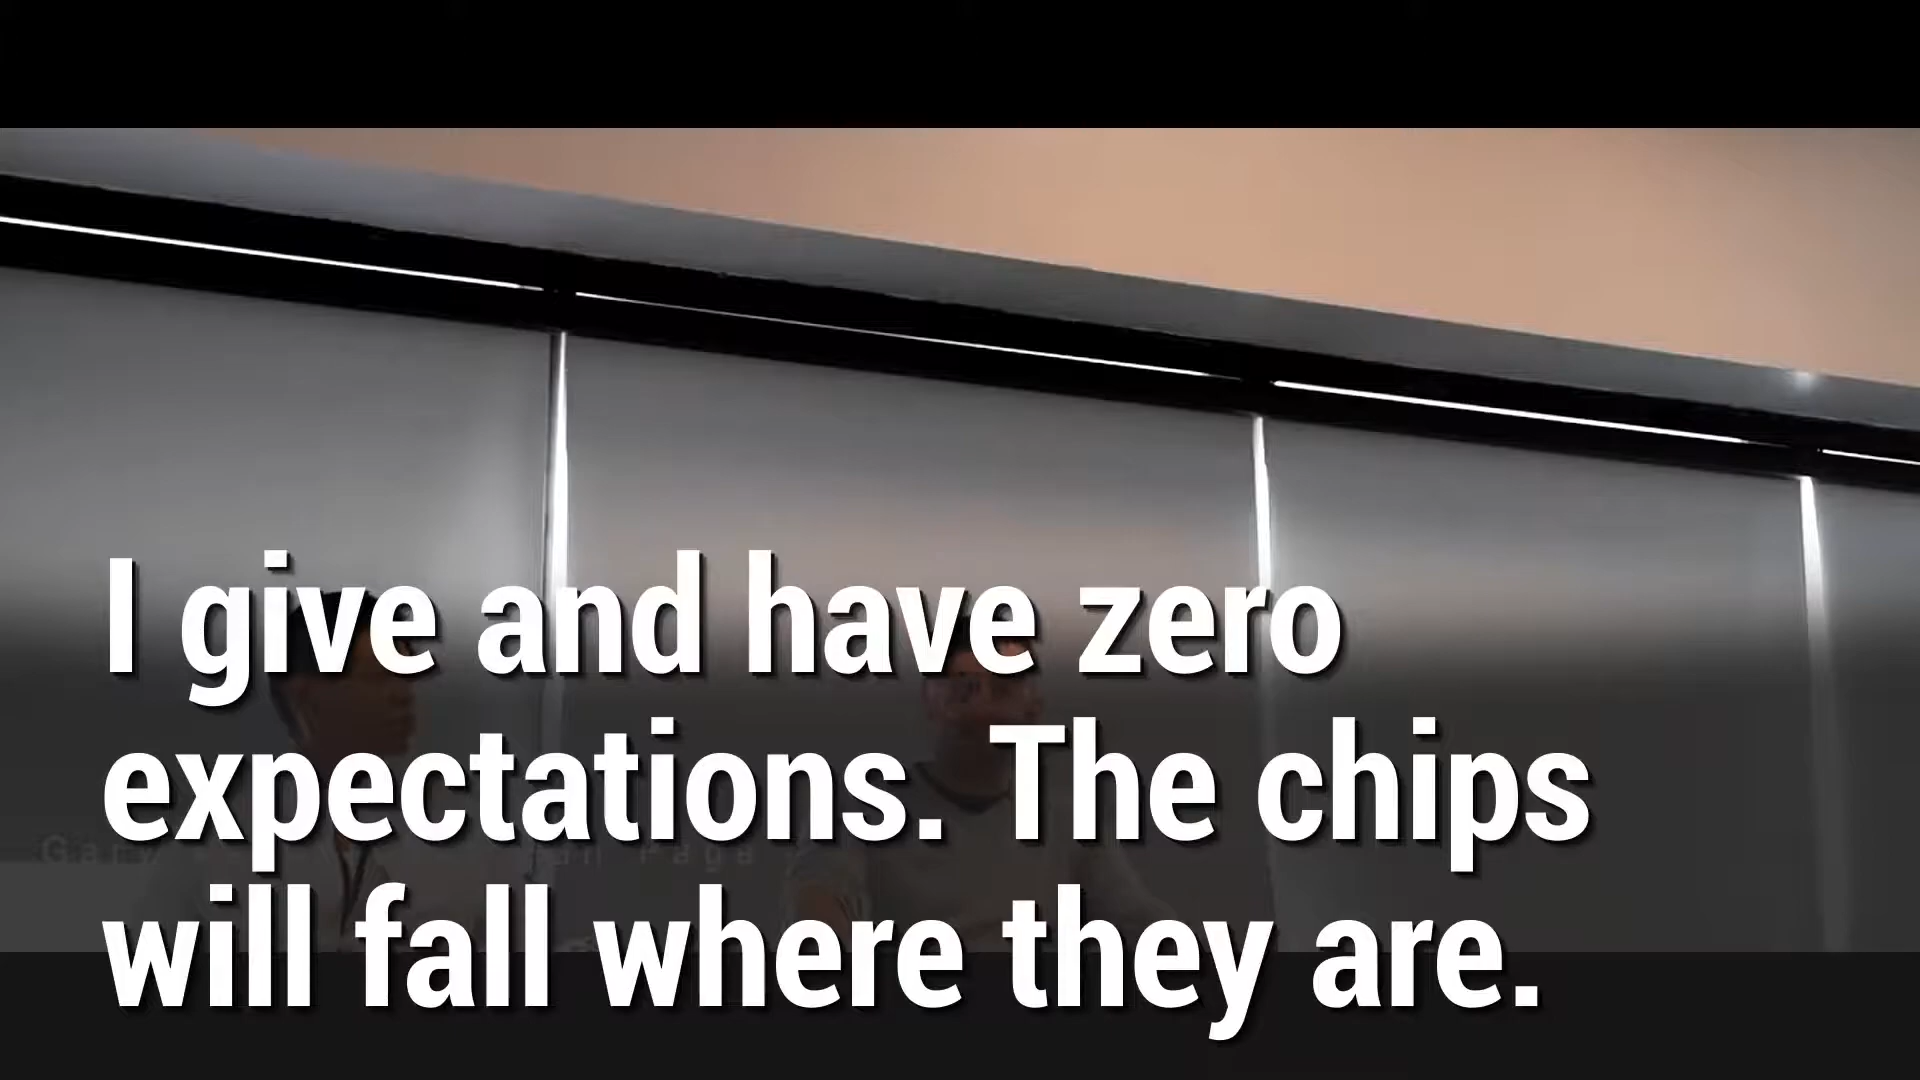 I give and have zero
expectations. The chips
will fall where they are.